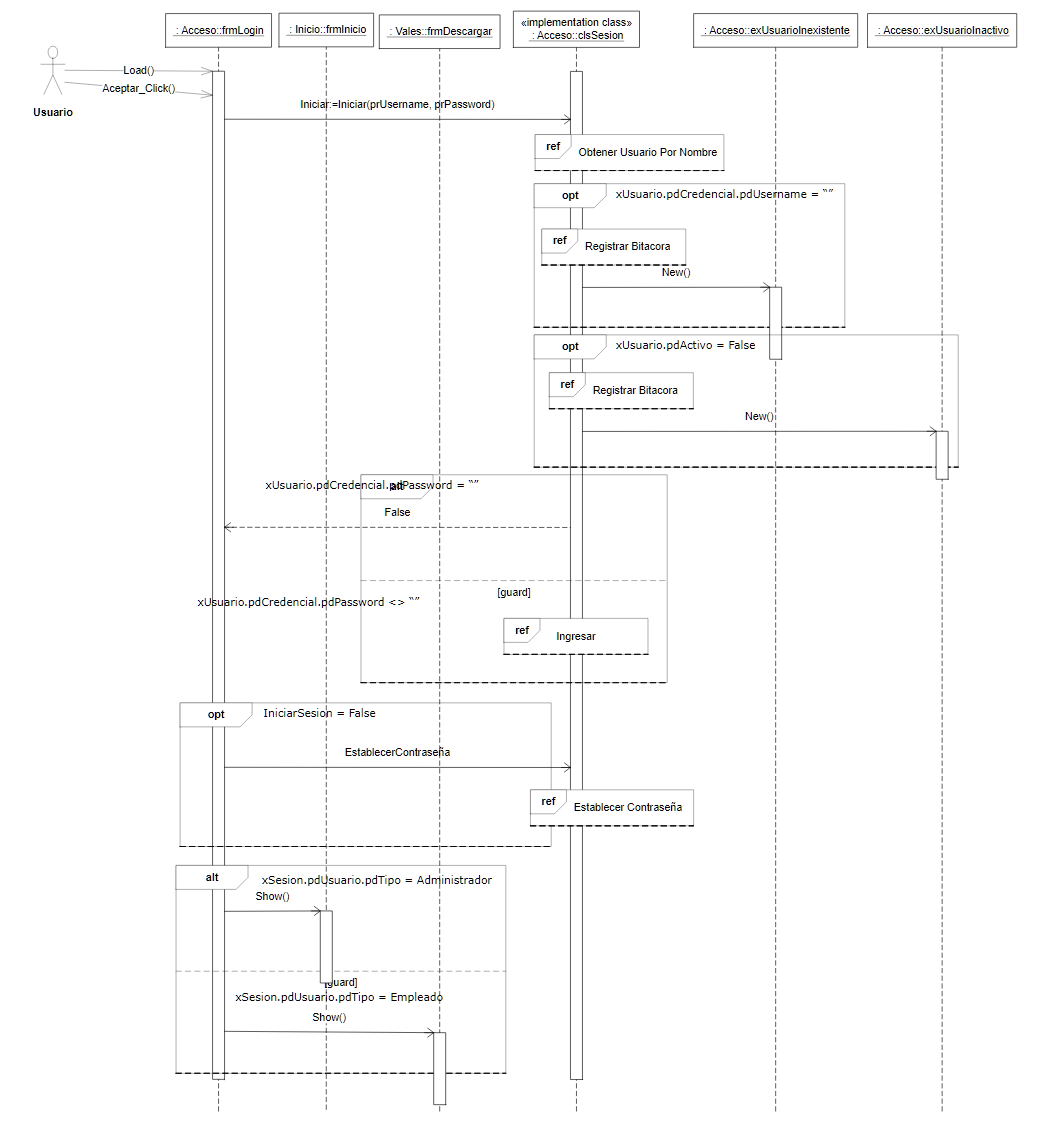 : Acceso::frmLogin
: Inicio::frmInicio
: Vales::frmDescargar
«implementation class»
: Acceso::clsSesion
: Acceso::exUsuarioInexistente
: Acceso::exUsuarioInactivo
Load()
Aceptar_Click()
Usuario
Iniciar:=Iniciar(prUsername, prPassword)
ref
Obtener Usuario Por Nombre
opt
xUsuario.pdCredencial.pdUsername = “”
ref
Registrar Bitacora
New()
opt
xUsuario.pdActivo = False
ref
Registrar Bitacora
New()
alt
xUsuario.pdCredencial.pdPassword = “”
False
[guard]
xUsuario.pdCredencial.pdPassword <> “”
ref
Ingresar
opt
IniciarSesion = False
EstablecerContraseña
ref
Establecer Contraseña
alt
xSesion.pdUsuario.pdTipo = Administrador
Show()
[guard]
xSesion.pdUsuario.pdTipo = Empleado
Show()